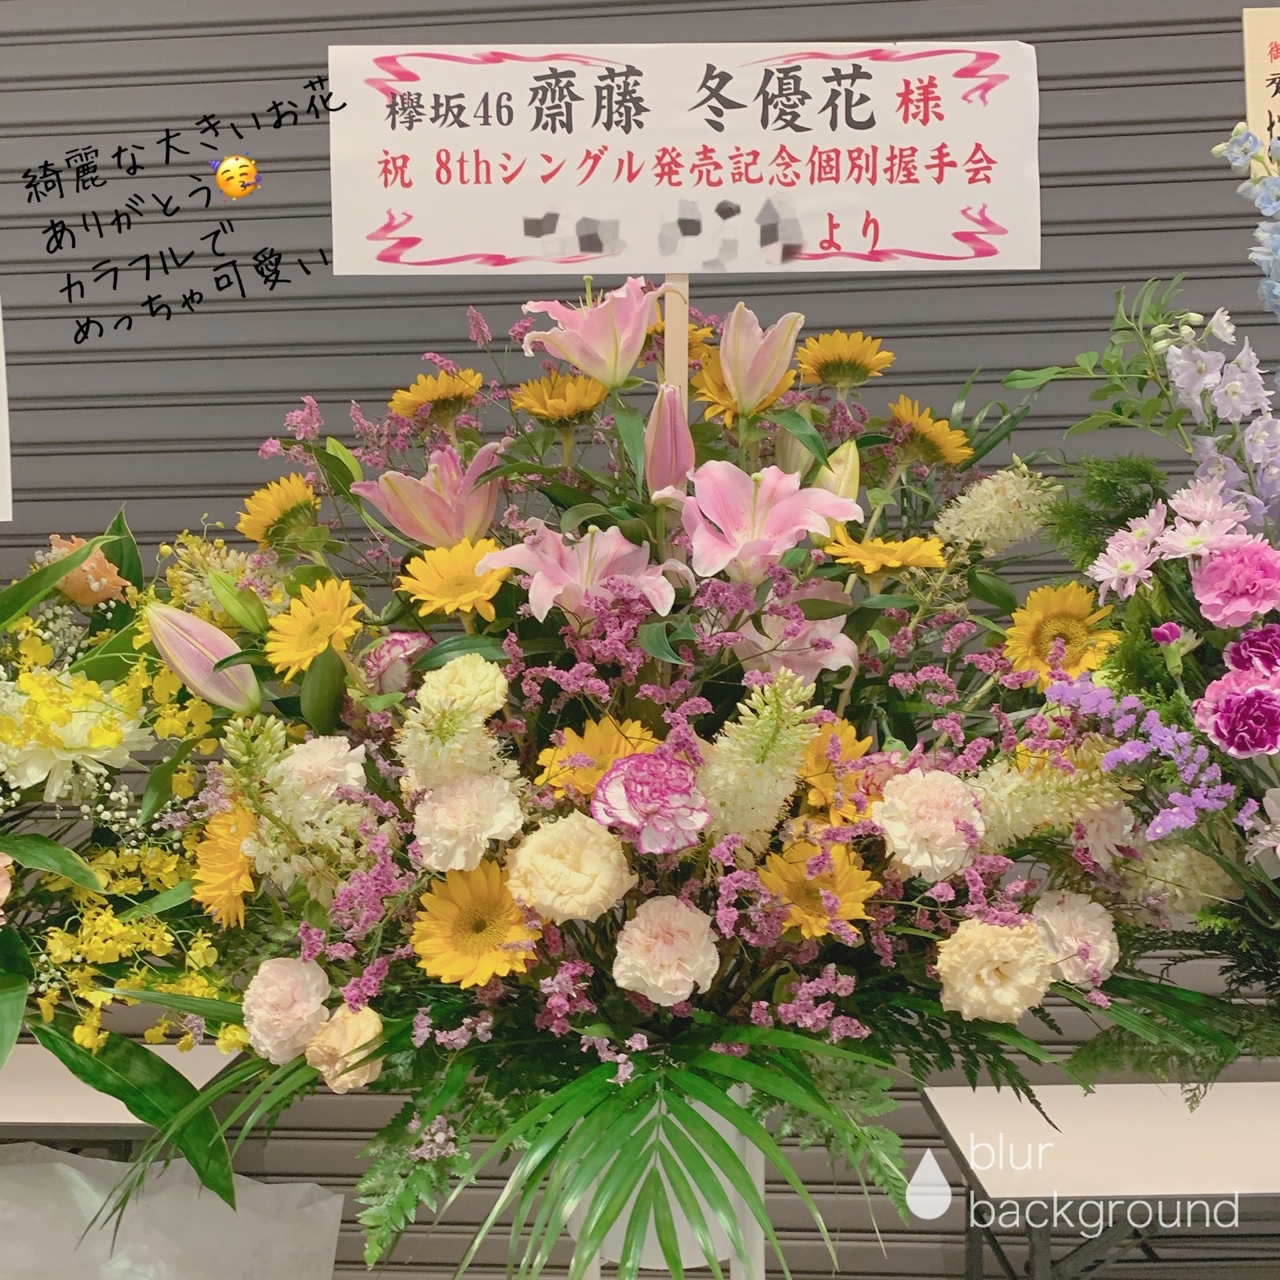 欅坂46 齋藤 冬優花 様
祝 8thシングル発売記念個別握手会
より
綺麗な大きいお花
ありがとう🥳
カラフルで
めっちゃ可愛い
御
blur
background